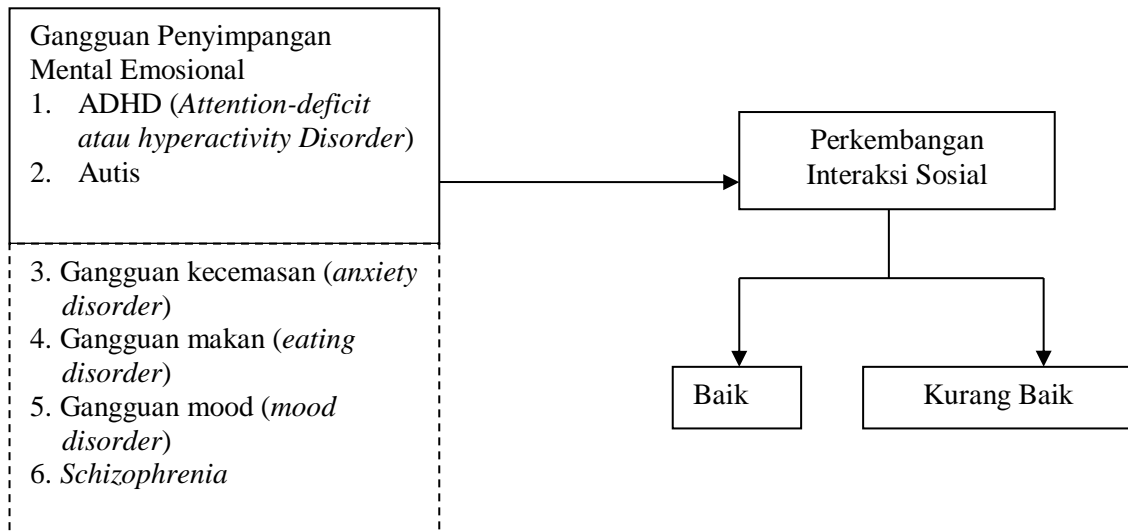 Gangguan Penyimpangan
Mental Emosional
1. ADHD (Attention-deficit
atau hyperactivity Disorder)
2. Autis
3. Gangguan kecemasan (anxiety
disorder)
4. Gangguan makan (eating
disorder)
5. Gangguan mood (mood
disorder)
6. Schizophrenia
Perkembangan
Interaksi Sosial
Baik
Kurang Baik